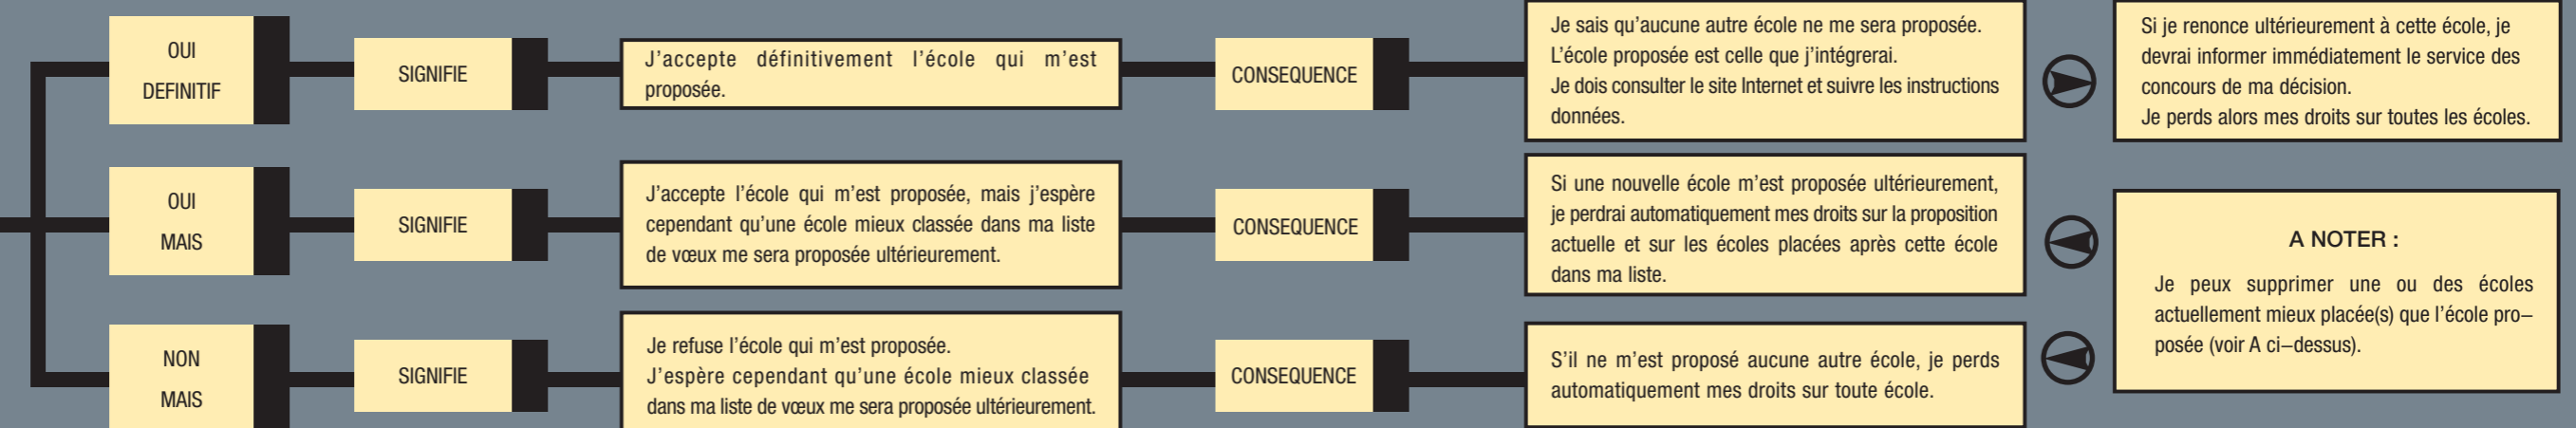 OUI
DEFINITIF
SIGNIFIE
J'accepte définitivement l'école qui m'est
proposée.
CONSEQUENCE
Je sais qu'aucune autre école ne me sera proposée.
L'école proposée est celle que j'intégrerai.
Je dois consulter le site Internet et suivre les instructions
données.
Si je renonce ultérieurement à cette école, je
devrai informer immédiatement le service des
concours de ma décision.
Je perds alors mes droits sur toutes les écoles.
OUI
MAIS
SIGNIFIE
J'accepte l'école qui m'est proposée, mais j'espère
cependant qu'une école mieux classée dans ma liste
de vœux me sera proposée ultérieurement.
CONSEQUENCE
Si une nouvelle école m'est proposée ultérieurement,
je perdrai automatiquement mes droits sur la proposition
actuelle et sur les écoles placées après cette école
dans ma liste.
A NOTER :
Je peux supprimer une ou des écoles
actuellement mieux placée(s) que l'école pro–
posée (voir A ci–dessus).
NON
MAIS
SIGNIFIE
Je refuse l'école qui m'est proposée.
J'espère cependant qu'une école mieux classée
dans ma liste de vœux me sera proposée ultérieurement.
CONSEQUENCE
S'il ne m'est proposé aucune autre école, je perds
automatiquement mes droits sur toute école.